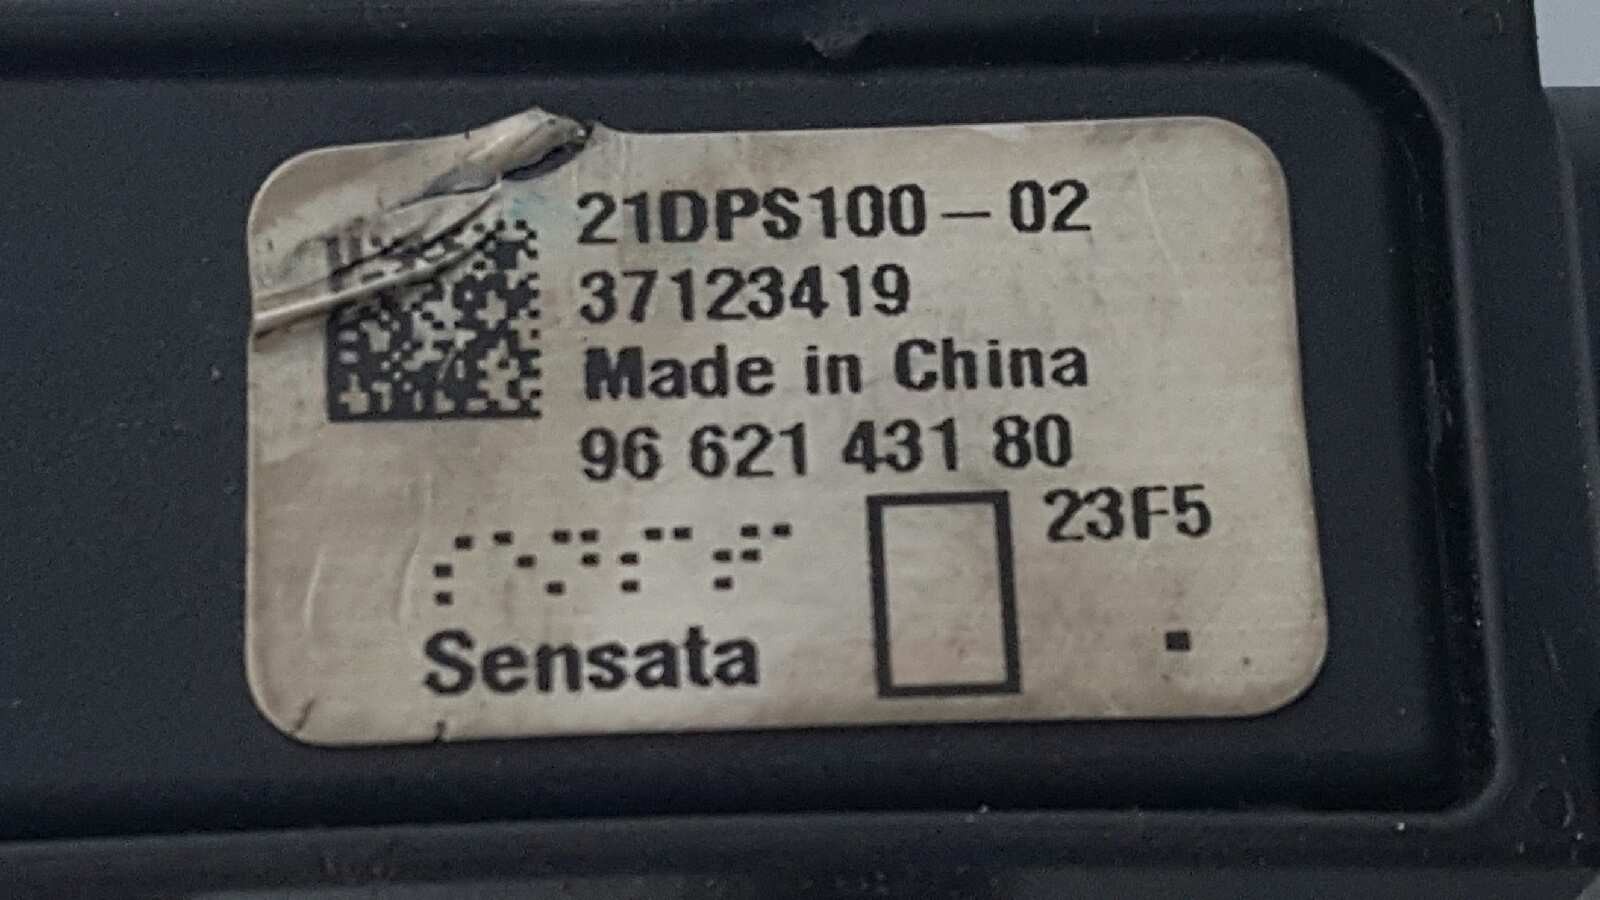 21DPS100-02
37123419
Made in China
96 621 431 80
23F5
Sensata